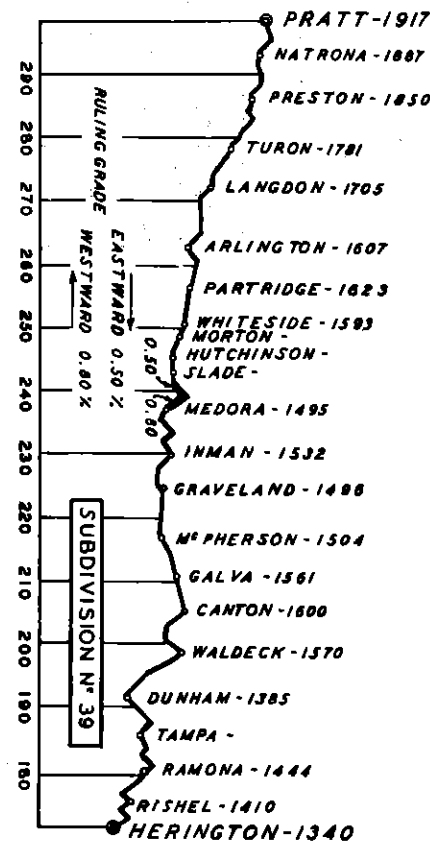 PRATT-1917
NATRONA-1887
PRESTON-1850
TURON-1781
LANGDON-1705
ARLINGTON-1607
PARTRIDGE-1623
WHITESIDE-1593
MORTON-
HUTCHINSON-
SLADE-
MEDORA-1495
INMAN-1532
GRAVELAND-1496
McPHERSON-1504
GALVA-1561
CANTON-1600
WALDECK-1570
DUNHAM-1385
TAMPA-
RAMONA-1444
RISHEL-1410
HERINGTON-1340
RULING GRADE
EASTWARD 0.50 %
WESTWARD 0.80 %
0.50
0.80
SUBDIVISION Nº 39
290
280
270
260
250
240
230
220
210
200
190
180